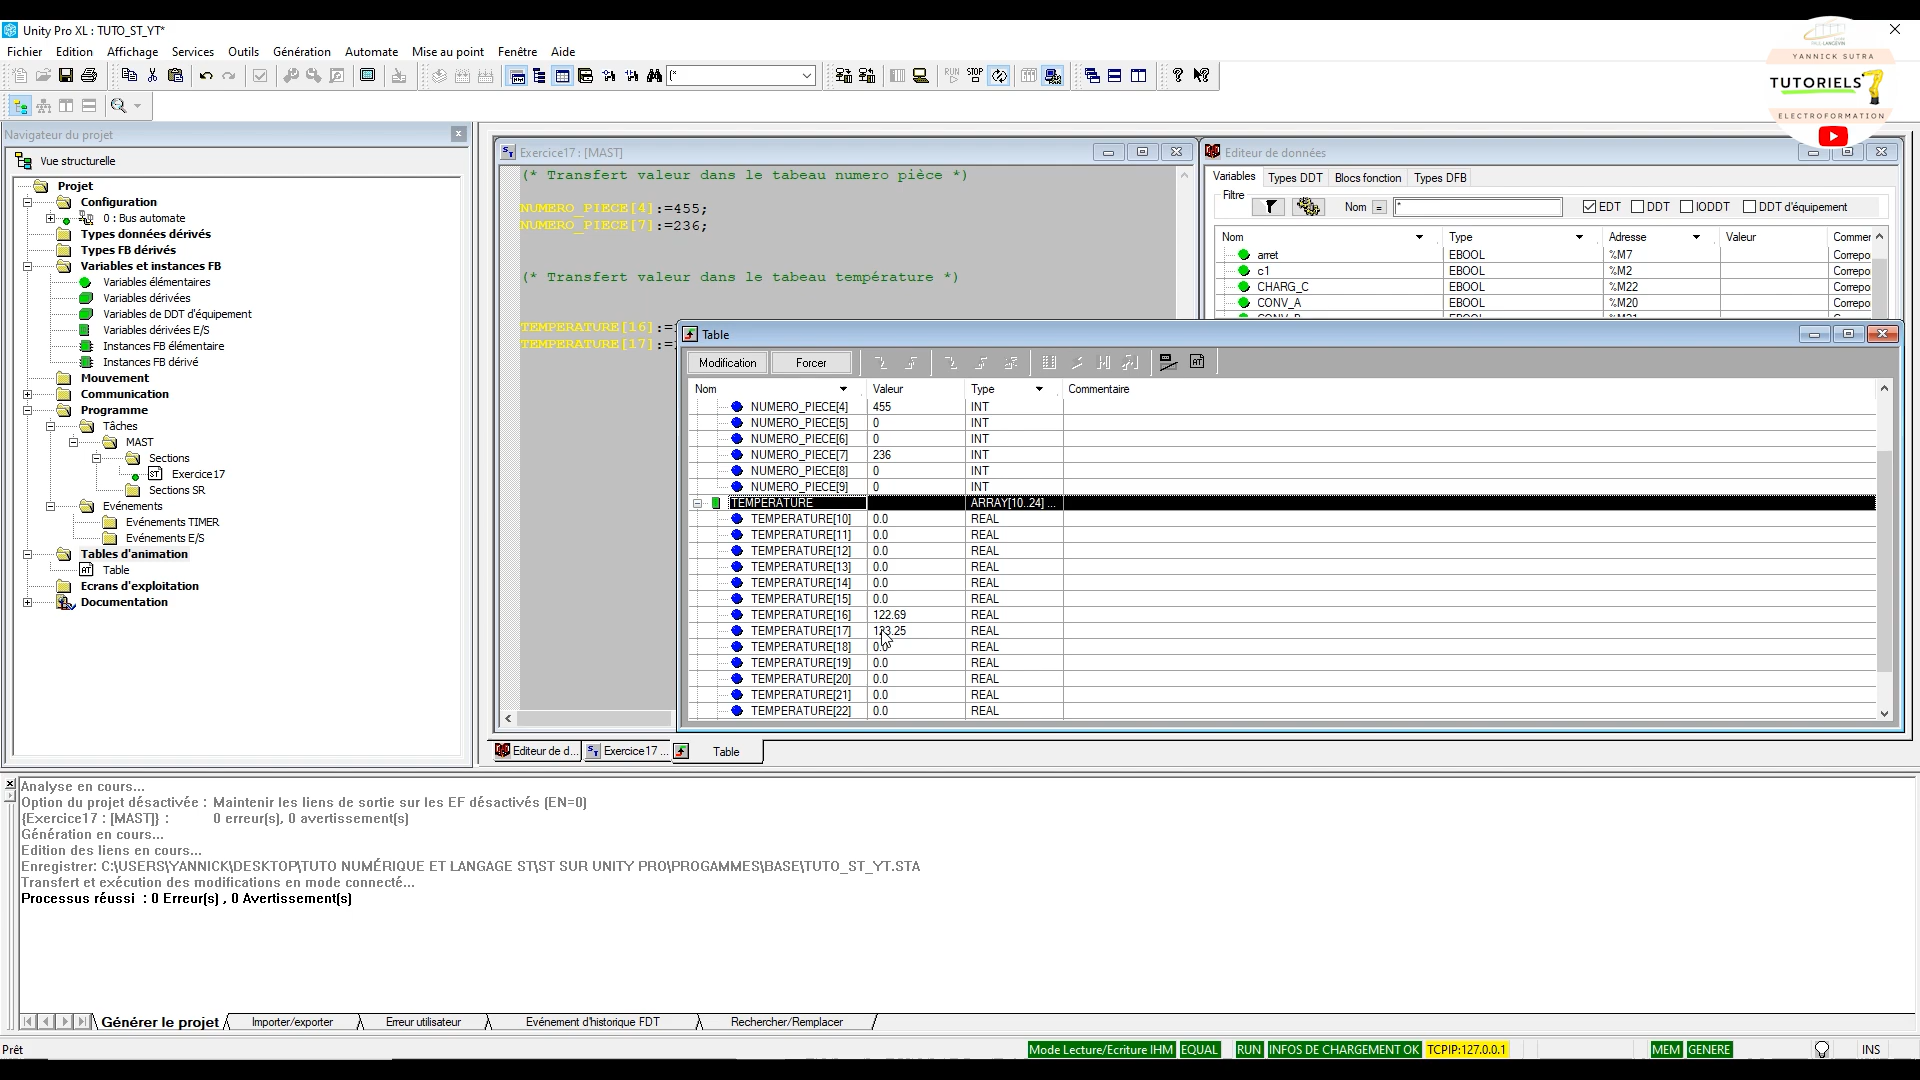 Unity Pro XL : TUTO_ST_YT*
Fichier Edition Affichage Services Outils Génération Automate Mise au point Fenêtre Aide
(*
RUN STOP
YANNICK SUTRA
TUTORIELS
ELECTROFORMATION
Navigateur du projet
Vue structurelle
Projet
Configuration
0 : Bus automate
Types données dérivés
Types FB dérivés
Variables et instances FB
Variables élémentaires
Variables dérivées
Variables de DDT d'équipement
Variables dérivées E/S
Instances FB élémentaire
Instances FB dérivé
Mouvement
Communication
Programme
Tâches
MAST
Sections
Exercice17
Sections SR
Evénements
Evénements TIMER
Evénements E/S
Tables d'animation
Table
Ecrans d'exploitation
Documentation
Exercice17 : [MAST]
(* Transfert valeur dans le tabeau numero pièce *)
NUMERO_PIECE[4]:=455;
NUMERO_PIECE[7]:=236;
(* Transfert valeur dans le tabeau température *)
TEMPERATURE[16]:=
TEMPERATURE[17]:=
Editeur de données
Variables Types DDT Blocs fonction Types DFB
Filtre
Nom = * EDT DDT IODDT DDT d'équipement
Nom Type Adresse Valeur Commer
arret EBOOL %M7 Correpo
c1 EBOOL %M2 Correpo
CHARG_C EBOOL %M22 Correpo
CONV_A EBOOL %M20 Correpo
Table
Modification Forcer
Nom Valeur Type Commentaire
NUMERO_PIECE[4] 455 INT
NUMERO_PIECE[5] 0 INT
NUMERO_PIECE[6] 0 INT
NUMERO_PIECE[7] 236 INT
NUMERO_PIECE[8] 0 INT
NUMERO_PIECE[9] 0 INT
TEMPERATURE ARRAY[10..24] ...
TEMPERATURE[10] 0.0 REAL
TEMPERATURE[11] 0.0 REAL
TEMPERATURE[12] 0.0 REAL
TEMPERATURE[13] 0.0 REAL
TEMPERATURE[14] 0.0 REAL
TEMPERATURE[15] 0.0 REAL
TEMPERATURE[16] 122.69 REAL
TEMPERATURE[17] 123.25 REAL
TEMPERATURE[18] 0.0 REAL
TEMPERATURE[19] 0.0 REAL
TEMPERATURE[20] 0.0 REAL
TEMPERATURE[21] 0.0 REAL
TEMPERATURE[22] 0.0 REAL
Editeur de d... Exercice17 ... Table
Analyse en cours...
Option du projet désactivée : Maintenir les liens de sortie sur les EF désactivés (EN=0)
{Exercice17 : [MAST]} : 0 erreur(s), 0 avertissement(s)
Génération en cours...
Edition des liens en cours...
Enregistrer: C:\USERS\YANNICK\DESKTOP\TUTO NUMÉRIQUE ET LANGAGE ST\ST SUR UNITY PRO\PROGAMMES\BASE\TUTO_ST_YT.STA
Transfert et exécution des modifications en mode connecté...
Processus réussi : 0 Erreur(s) , 0 Avertissement(s)
Générer le projet Importer/exporter Erreur utilisateur Evénement d'historique FDT Rechercher/Remplacer
Prêt Mode Lecture/Ecriture IHM EQUAL RUN INFOS DE CHARGEMENT OK TCPIP:127.0.0.1 MEM GENERE INS